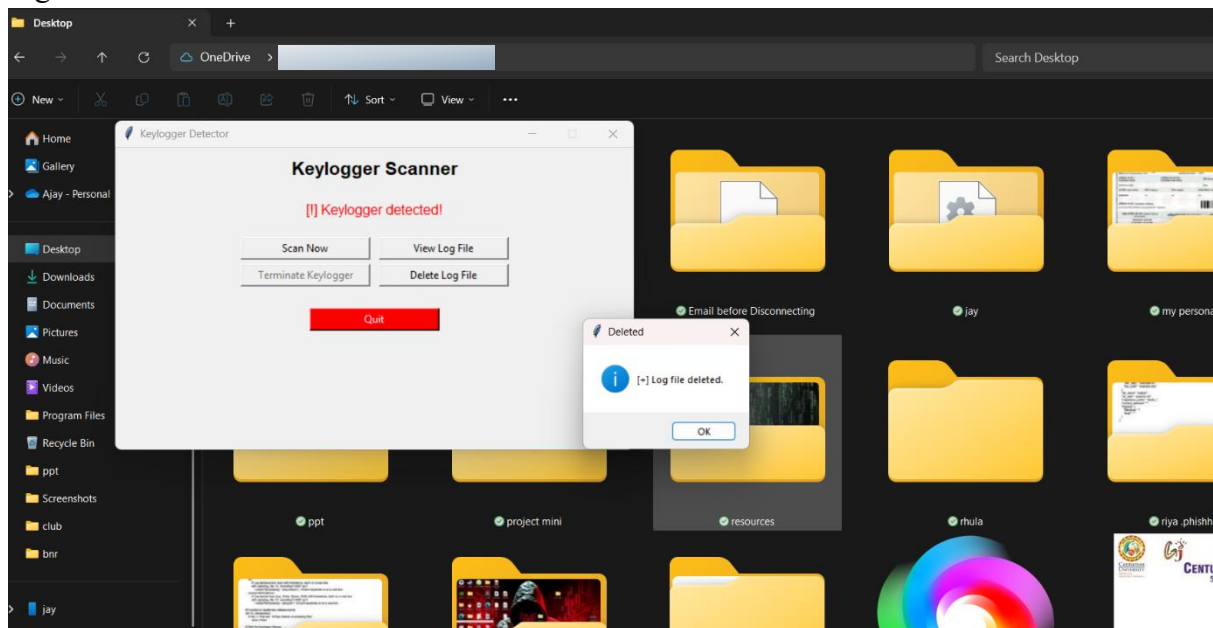 Desktop
OneDrive
Search Desktop
New
Sort
View
Home
Gallery
Ajay - Personal
Desktop
Downloads
Documents
Pictures
Music
Videos
Program Files
Recycle Bin
ppt
Screenshots
club
bnr
jay
Keylogger Detector
Keylogger Scanner
[!] Keylogger detected!
Scan Now
View Log File
Terminate Keylogger
Delete Log File
Quit
Deleted
[+] Log file deleted.
OK
Email before Disconnecting
jay
my persona
ppt
project mini
resources
rhula
riya .phishh
CENTU